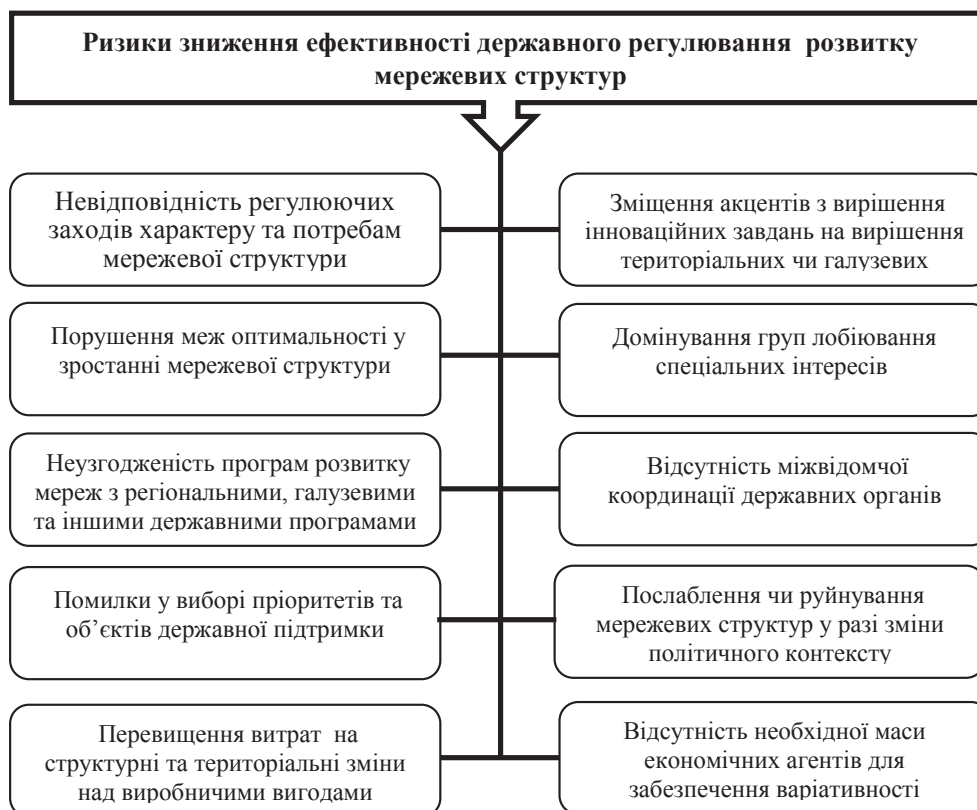 Ризики зниження ефективності державного регулювання розвитку
мережевих структур
Невідповідність регулюючих
заходів характеру та потребам
мережевої структури
Зміщення акцентів з вирішення
інноваційних завдань на вирішення
територіальних чи галузевих
Порушення меж оптимальності у
зростанні мережевої структури
Домінування груп лобіювання
спеціальних інтересів
Неузгодженість програм розвитку
мереж з регіональними, галузевими
та іншими державними програмами
Відсутність міжвідомчої
координації державних органів
Помилки у виборі пріоритетів та
об’єктів державної підтримки
Послаблення чи руйнування
мережевих структур у разі зміни
політичного контексту
Перевищення витрат на
структурні та територіальні зміни
над виробничими вигодами
Відсутність необхідної маси
економічних агентів для
забезпечення варіативності